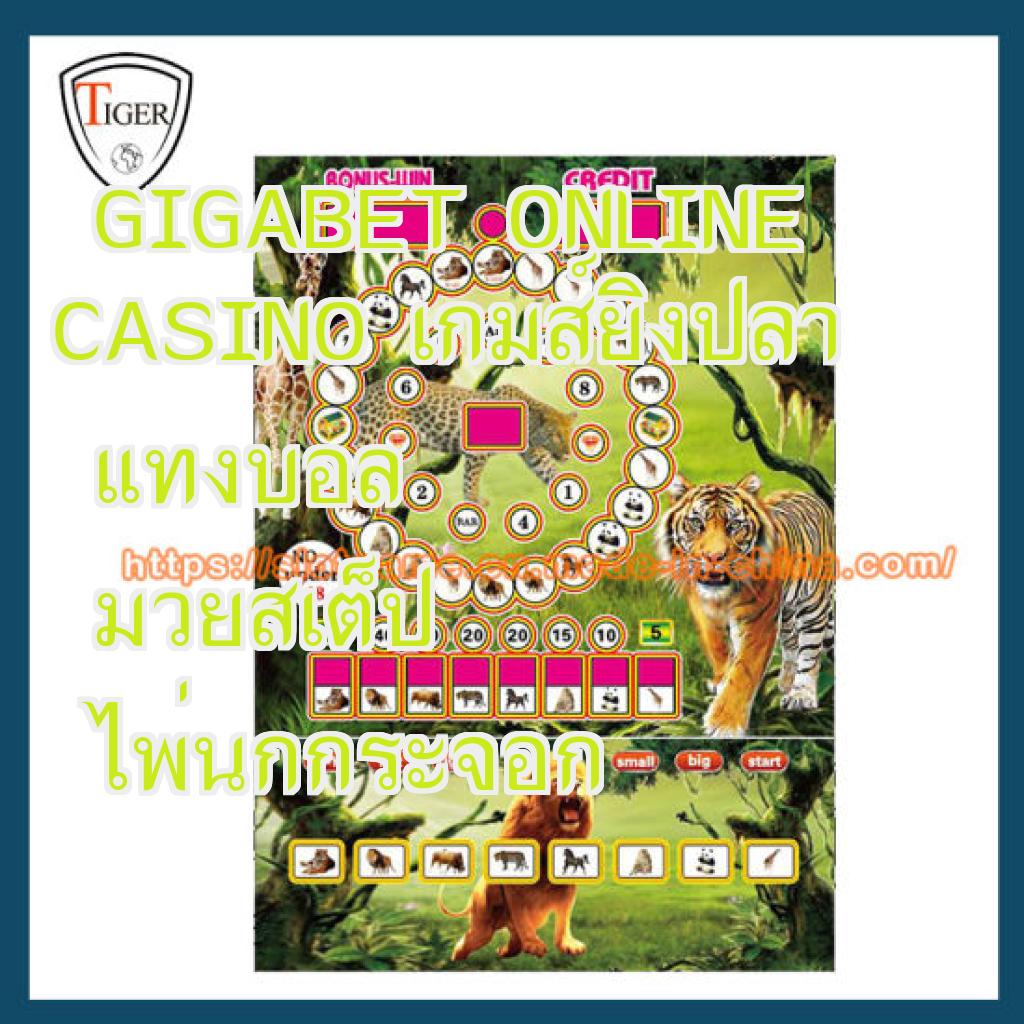 TIGER
BONUS-WIN CREDIT
GIGABET ONLINE
CASINO เกมส์ยิงปลา
6 8
แทงบอล
2 1
BAR 4
มวยสเต็ป
20 20 15 10 5
ไพ่นกกระจอก
small big start